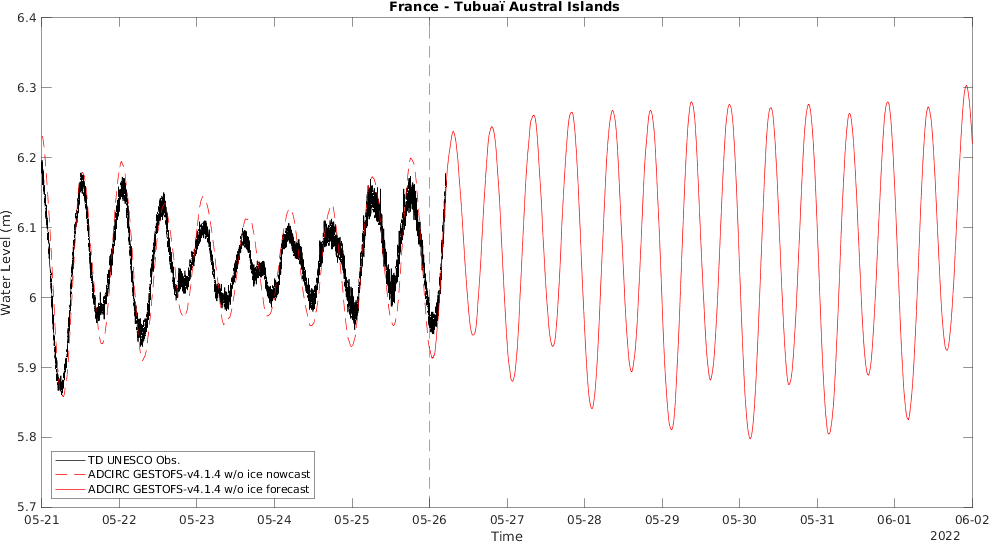 France - Tubuaï Austral Islands
6.4
6.3
6.2
6.1
6
5.9
5.8
5.7
Water Level (m)
TD UNESCO Obs.
ADCIRC GESTOFS-v4.1.4 w/o ice nowcast
ADCIRC GESTOFS-v4.1.4 w/o ice forecast
05-21 05-22 05-23 05-24 05-25 05-26 05-27 05-28 05-29 05-30 05-31 06-01 06-02
Time
2022